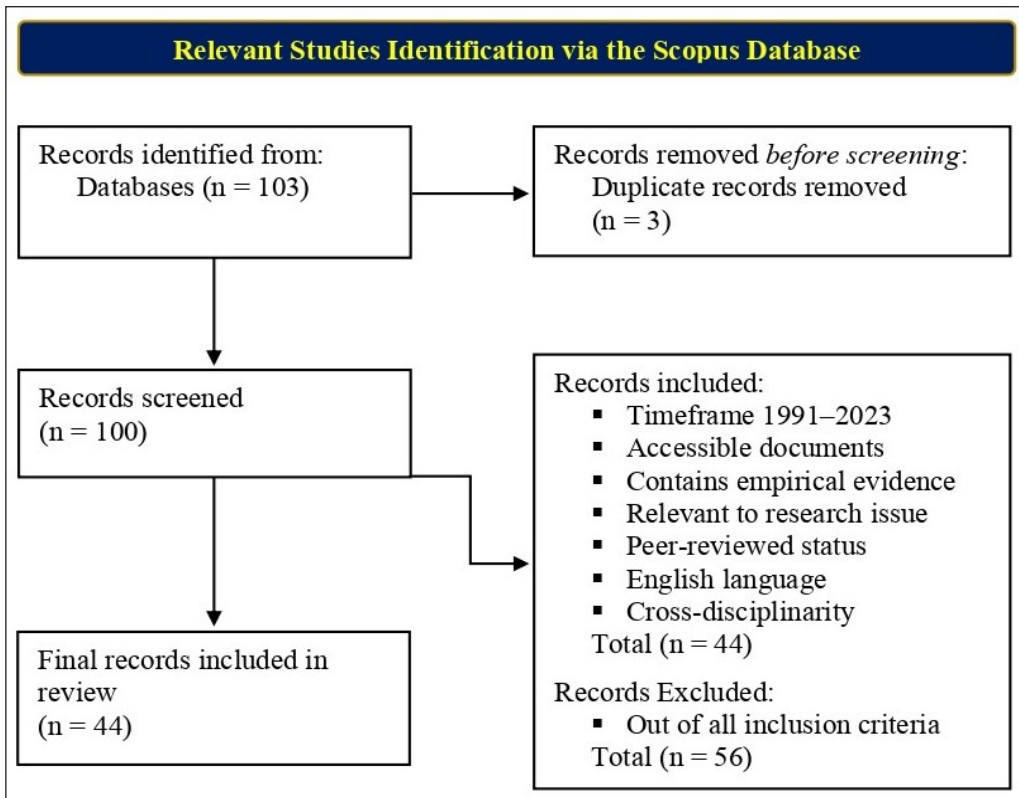 Relevant Studies Identification via the Scopus Database
Records identified from:
Databases (n = 103)
Records removed before screening:
Duplicate records removed
(n = 3)
Records screened
(n = 100)
Records included:
▪ Timeframe 1991–2023
▪ Accessible documents
▪ Contains empirical evidence
▪ Relevant to research issue
▪ Peer-reviewed status
▪ English language
▪ Cross-disciplinarity
Total (n = 44)
Records Excluded:
▪ Out of all inclusion criteria
Total (n = 56)
Final records included in
review
(n = 44)